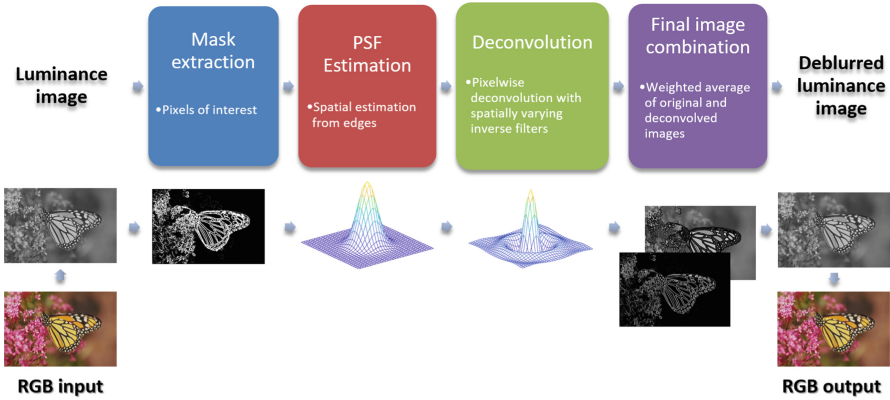 Luminance
image
Mask
extraction
•Pixels of interest
PSF
Estimation
•Spatial estimation
from edges
Deconvolution
•Pixelwise
deconvolution with
spatially varying
inverse filters
Final image
combination
•Weighted average
of original and
deconvolved
images
Deblurred
luminance
image
RGB input
RGB output